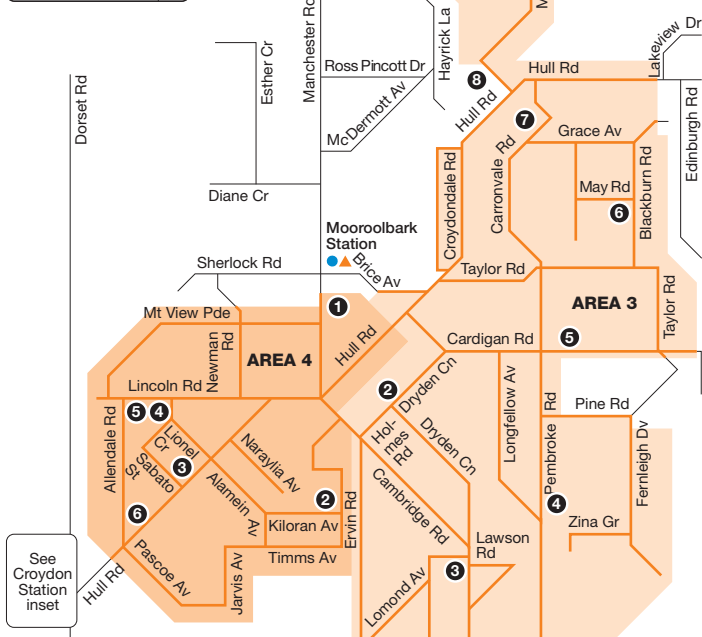 M
Lakeview Dr
Hayrick La
Manchester Rd
Esther Cr
Ross Pincott Dr
Hull Rd
8
Dorset Rd
Hull Rd
Edinburgh Rd
McDermott Av
7
Grace Av
Carronvale Rd
Croydondale Rd
Blackburn Rd
May Rd
6
Diane Cr
Mooroolbark
Station
Brice Av
Sherlock Rd
Taylor Rd
AREA 3
Taylor Rd
1
Mt View Pde
Hull Rd
Newman
Rd
AREA 4
Cardigan Rd
5
Lincoln Rd
2
Dryden Cn
Longfellow Av
Pine Rd
Allendale Rd
5
4
Lionel
Cr
Hol-
mes
Rd
Dryden Cn
Pembroke Rd
Fernleigh Dv
Naraylia Av
3
Sabato
St
Alamein
Av
Cambridge Rd
4
2
6
Kiloran Av
Ervin Rd
Zina Gr
Lawson
Rd
Timms Av
Pascoe Av
Jarvis Av
3
Lomond Av
See
Croydon
Station
inset
Hull Rd